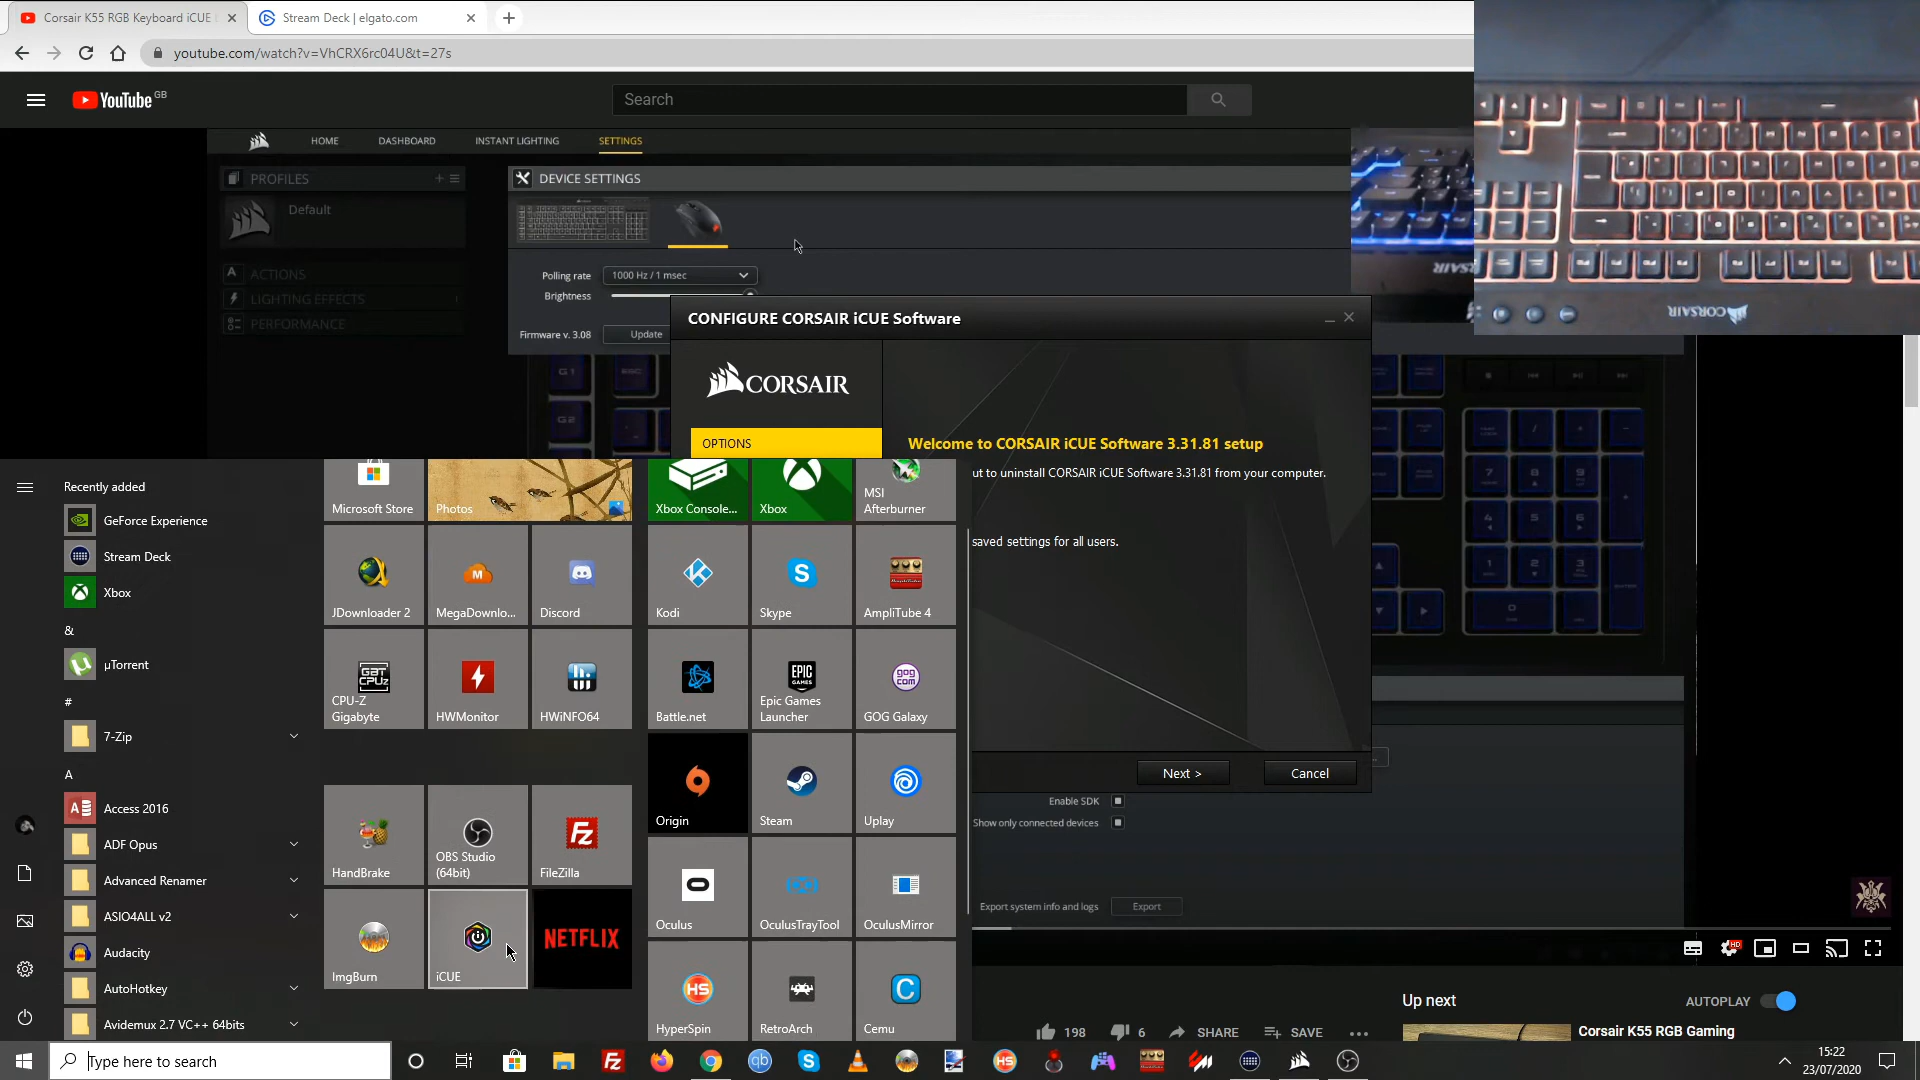 Corsair K55 RGB Keyboard iCUE
Stream Deck | elgato.com
youtube.com/watch?v=VhCRX6rc04U&t=27s
YouTube GB
Search
HOME
DASHBOARD
INSTANT LIGHTING
SETTINGS
PROFILES
Default
ACTIONS
LIGHTING EFFECTS
PERFORMANCE
DEVICE SETTINGS
Polling rate
1000 Hz / 1 msec
Brightness
Firmware v. 3.08
Update
CORSAIR
CONFIGURE CORSAIR iCUE Software
CORSAIR
OPTIONS
Welcome to CORSAIR iCUE Software 3.31.81 setup
ut to uninstall CORSAIR iCUE Software 3.31.81 from your computer.
saved settings for all users.
Next >
Cancel
G1
ESC
G2
Enable SDK
Show only connected devices
Export system info and logs
Export
Recently added
GeForce Experience
Stream Deck
Xbox
&
µTorrent
#
7-Zip
A
Access 2016
ADF Opus
Advanced Renamer
ASIO4ALL v2
Audacity
AutoHotkey
Avidemux 2.7 VC++ 64bits
Microsoft Store
Photos
Xbox Console...
Xbox
MSI
Afterburner
JDownloader 2
MegaDownlo...
Discord
Kodi
Skype
AmpliTube 4
CPU-Z
Gigabyte
HWMonitor
HWiNFO64
Battle.net
EPIC
GAMES
Epic Games
Launcher
gog
com
GOG Galaxy
Origin
Steam
Uplay
HandBrake
OBS Studio
(64bit)
FileZilla
Oculus
OculusTrayTool
OculusMirror
ImgBurn
iCUE
NETFLIX
HyperSpin
RetroArch
Cemu
Up next
AUTOPLAY
198
6
SHARE
SAVE
Corsair K55 RGB Gaming
Type here to search
15:22
23/07/2020